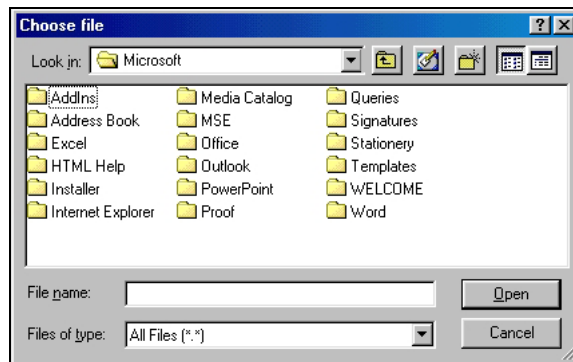 Choose file
Look in: Microsoft
AddIns Media Catalog Queries
Address Book MSE Signatures
Excel Office Stationery
HTML Help Outlook Templates
Installer PowerPoint WELCOME
Internet Explorer Proof Word
File name: Open
Files of type: All Files (*.*) Cancel